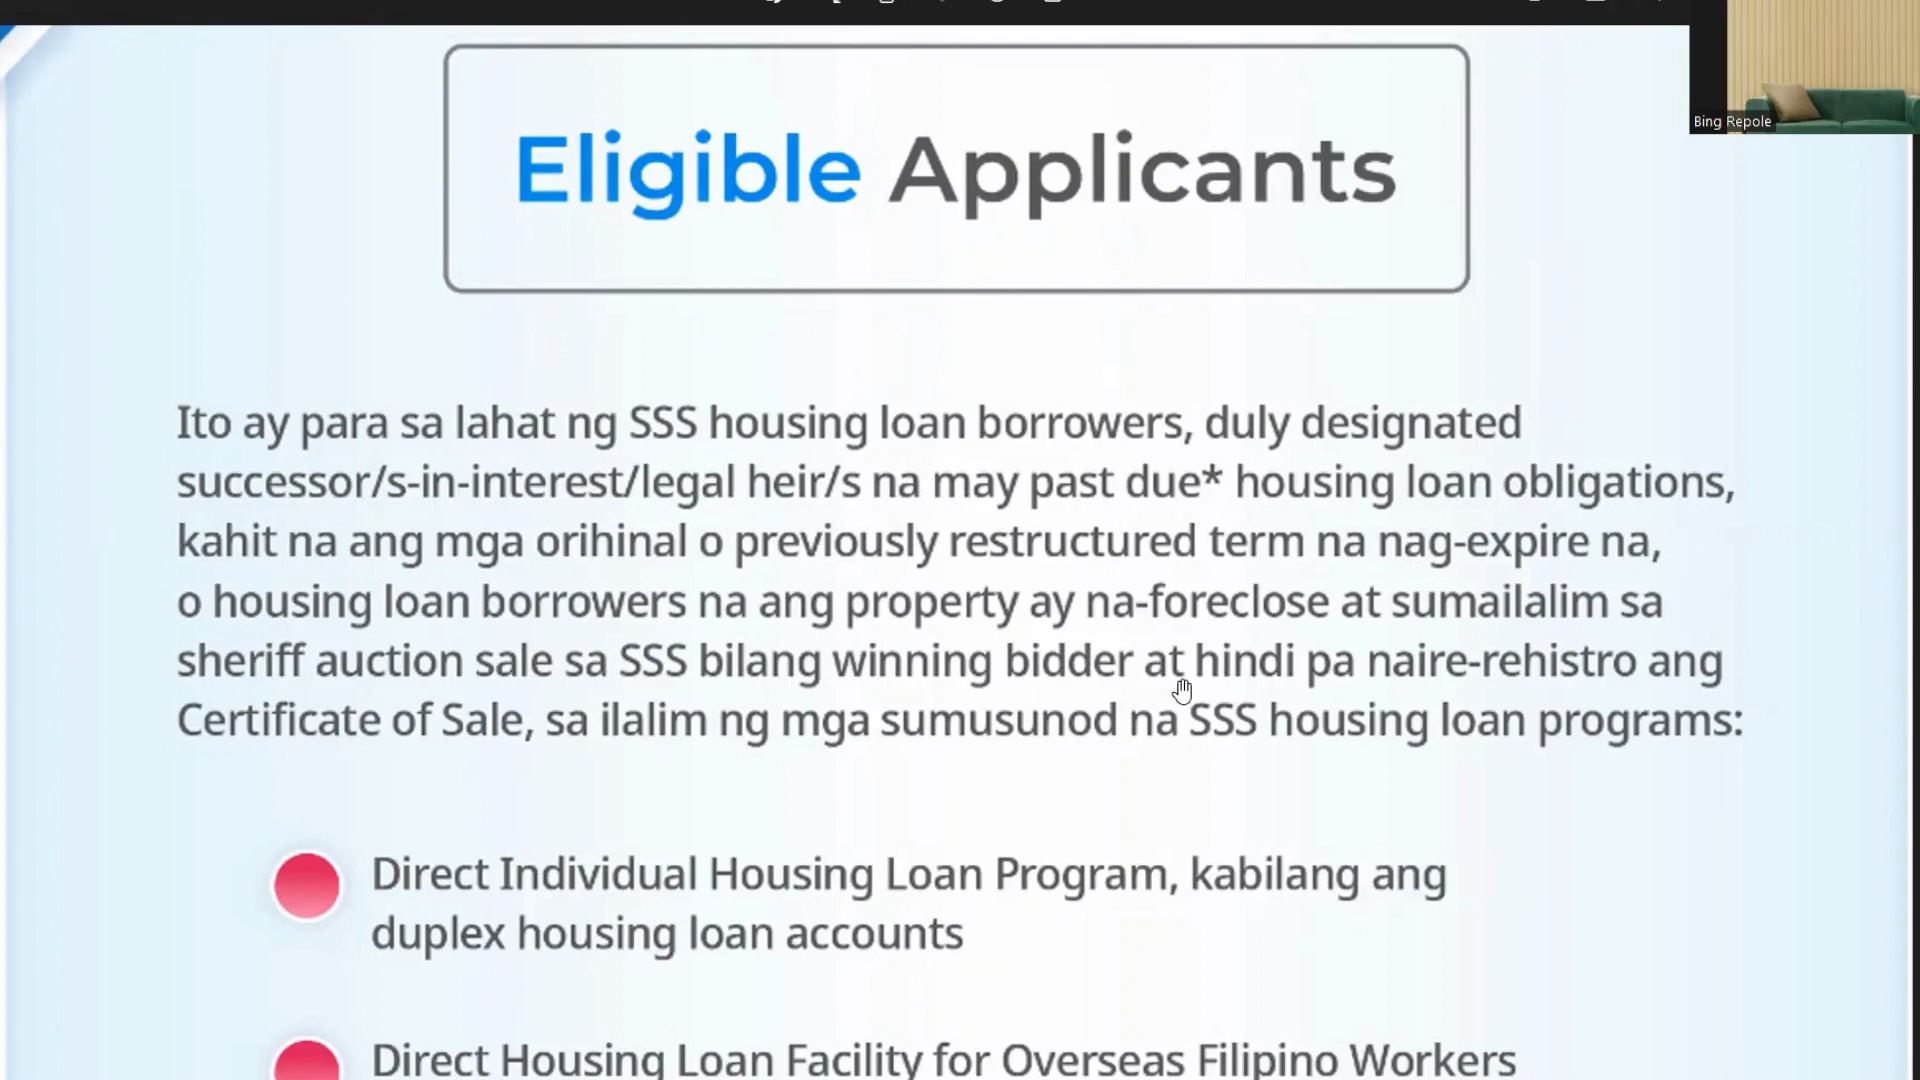 Bing Repole
Eligible Applicants
Ito ay para sa lahat ng SSS housing loan borrowers, duly designated
successor/s-in-interest/legal heir/s na may past due* housing loan obligations,
kahit na ang mga orihinal o previously restructured term na nag-expire na,
o housing loan borrowers na ang property ay na-foreclose at sumailalim sa
sheriff auction sale sa SSS bilang winning bidder at hindi pa naire-rehistro ang
Certificate of Sale, sa ilalim ng mga sumusunod na SSS housing loan programs:
Direct Individual Housing Loan Program, kabilang ang
duplex housing loan accounts
Direct Housing Loan Facility for Overseas Filipino Workers